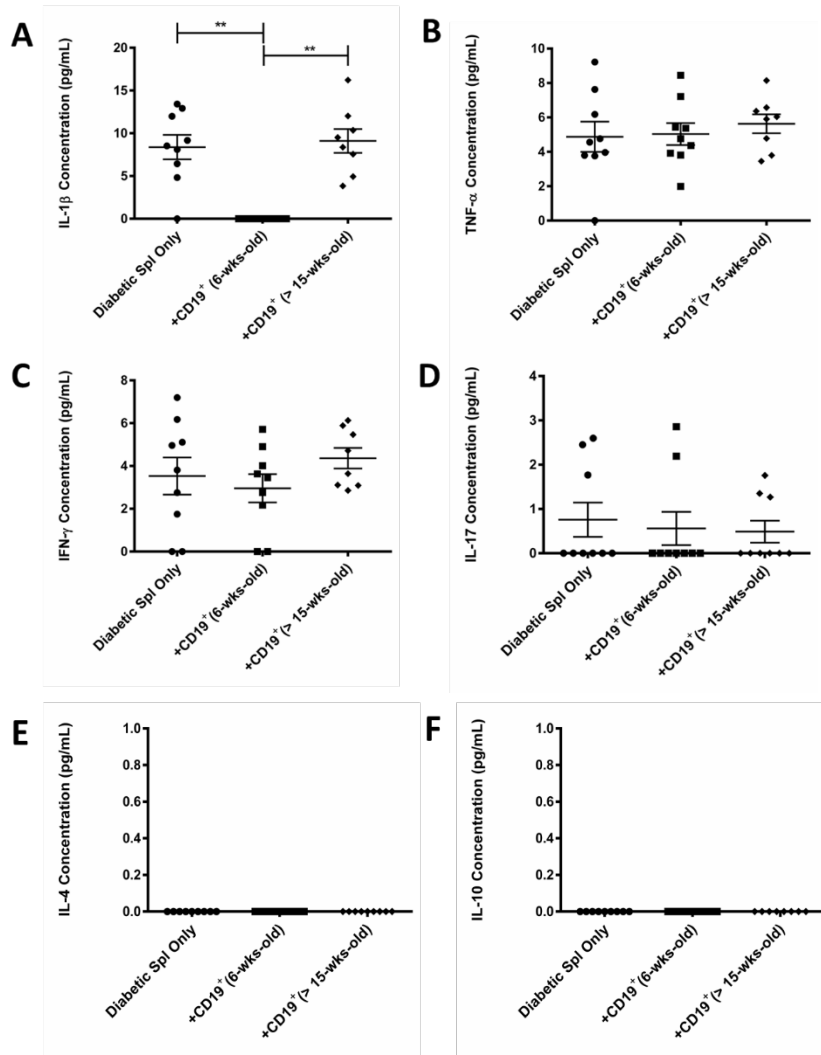 A
**
**
IL-1β Concentration (pg/mL)
20
15
10
5
0
Diabetic Spl Only
+CD19+ (6-wks-old)
+CD19+ (> 15-wks-old)
B
TNF-α Concentration (pg/mL)
10
8
6
4
2
0
Diabetic Spl Only
+CD19+ (6-wks-old)
+CD19+ (> 15-wks-old)
C
IFN-γ Concentration (pg/mL)
8
6
4
2
0
Diabetic Spl Only
+CD19+ (6-wks-old)
+CD19+ (> 15-wks-old)
D
IL-17 Concentration (pg/mL)
4
3
2
1
0
Diabetic Spl Only
+CD19+ (6-wks-old)
+CD19+ (> 15-wks-old)
E
IL-4 Concentration (pg/mL)
1.0
0.8
0.6
0.4
0.2
0.0
Diabetic Spl Only
+CD19+ (6-wks-old)
+CD19+ (> 15-wks-old)
F
IL-10 Concentration (pg/mL)
1.0
0.8
0.6
0.4
0.2
0.0
Diabetic Spl Only
+CD19+ (6-wks-old)
+CD19+ (> 15-wks-old)